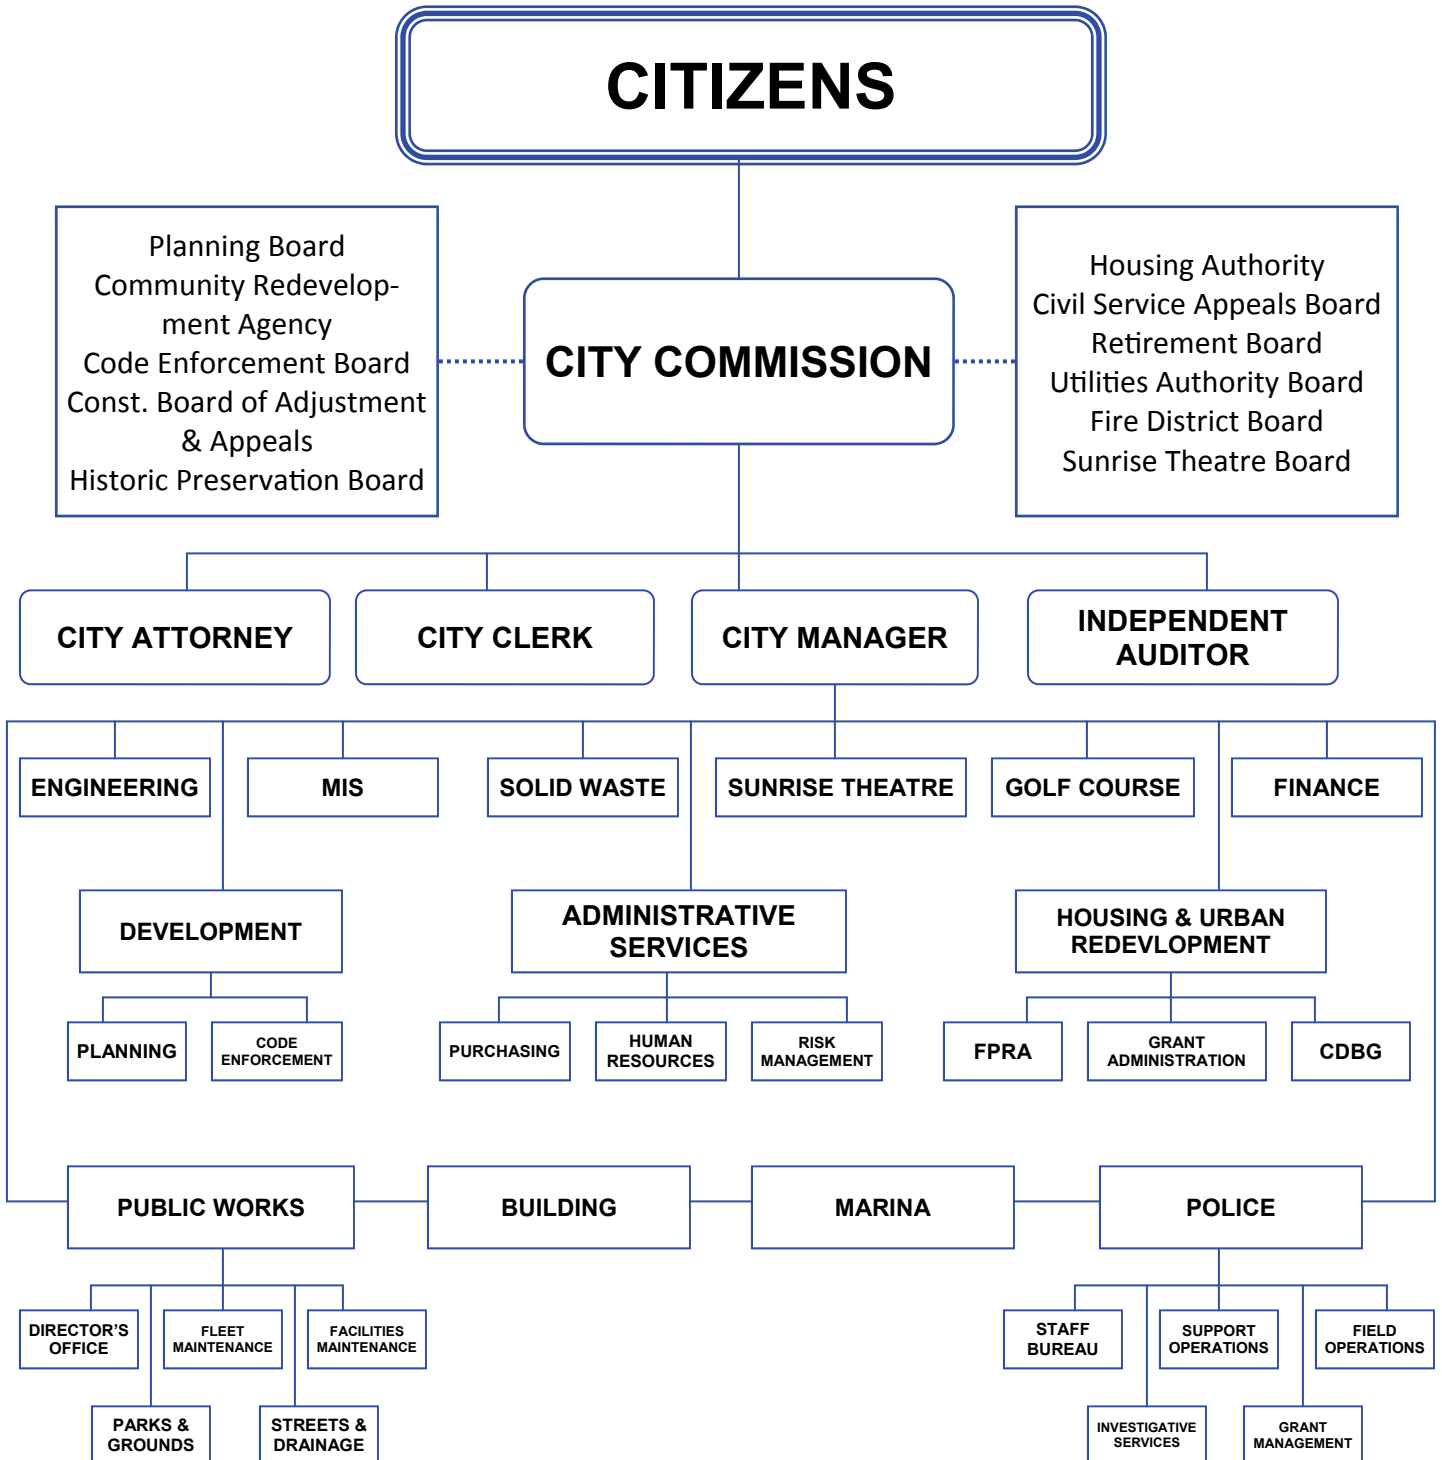 CITIZENS
Planning Board
Community Redevelop-
ment Agency
Code Enforcement Board
Const. Board of Adjustment
& Appeals
Historic Preservation Board
CITY COMMISSION
Housing Authority
Civil Service Appeals Board
Retirement Board
Utilities Authority Board
Fire District Board
Sunrise Theatre Board
CITY ATTORNEY
CITY CLERK
CITY MANAGER
INDEPENDENT
AUDITOR
ENGINEERING
MIS
SOLID WASTE
SUNRISE THEATRE
GOLF COURSE
FINANCE
DEVELOPMENT
ADMINISTRATIVE
SERVICES
HOUSING & URBAN
REDEVLOPMENT
PLANNING
CODE
ENFORCEMENT
PURCHASING
HUMAN
RESOURCES
RISK
MANAGEMENT
FPRA
GRANT
ADMINISTRATION
CDBG
PUBLIC WORKS
BUILDING
MARINA
POLICE
DIRECTOR'S
OFFICE
FLEET
MAINTENANCE
FACILITIES
MAINTENANCE
STAFF
BUREAU
SUPPORT
OPERATIONS
FIELD
OPERATIONS
PARKS &
GROUNDS
STREETS &
DRAINAGE
INVESTIGATIVE
SERVICES
GRANT
MANAGEMENT